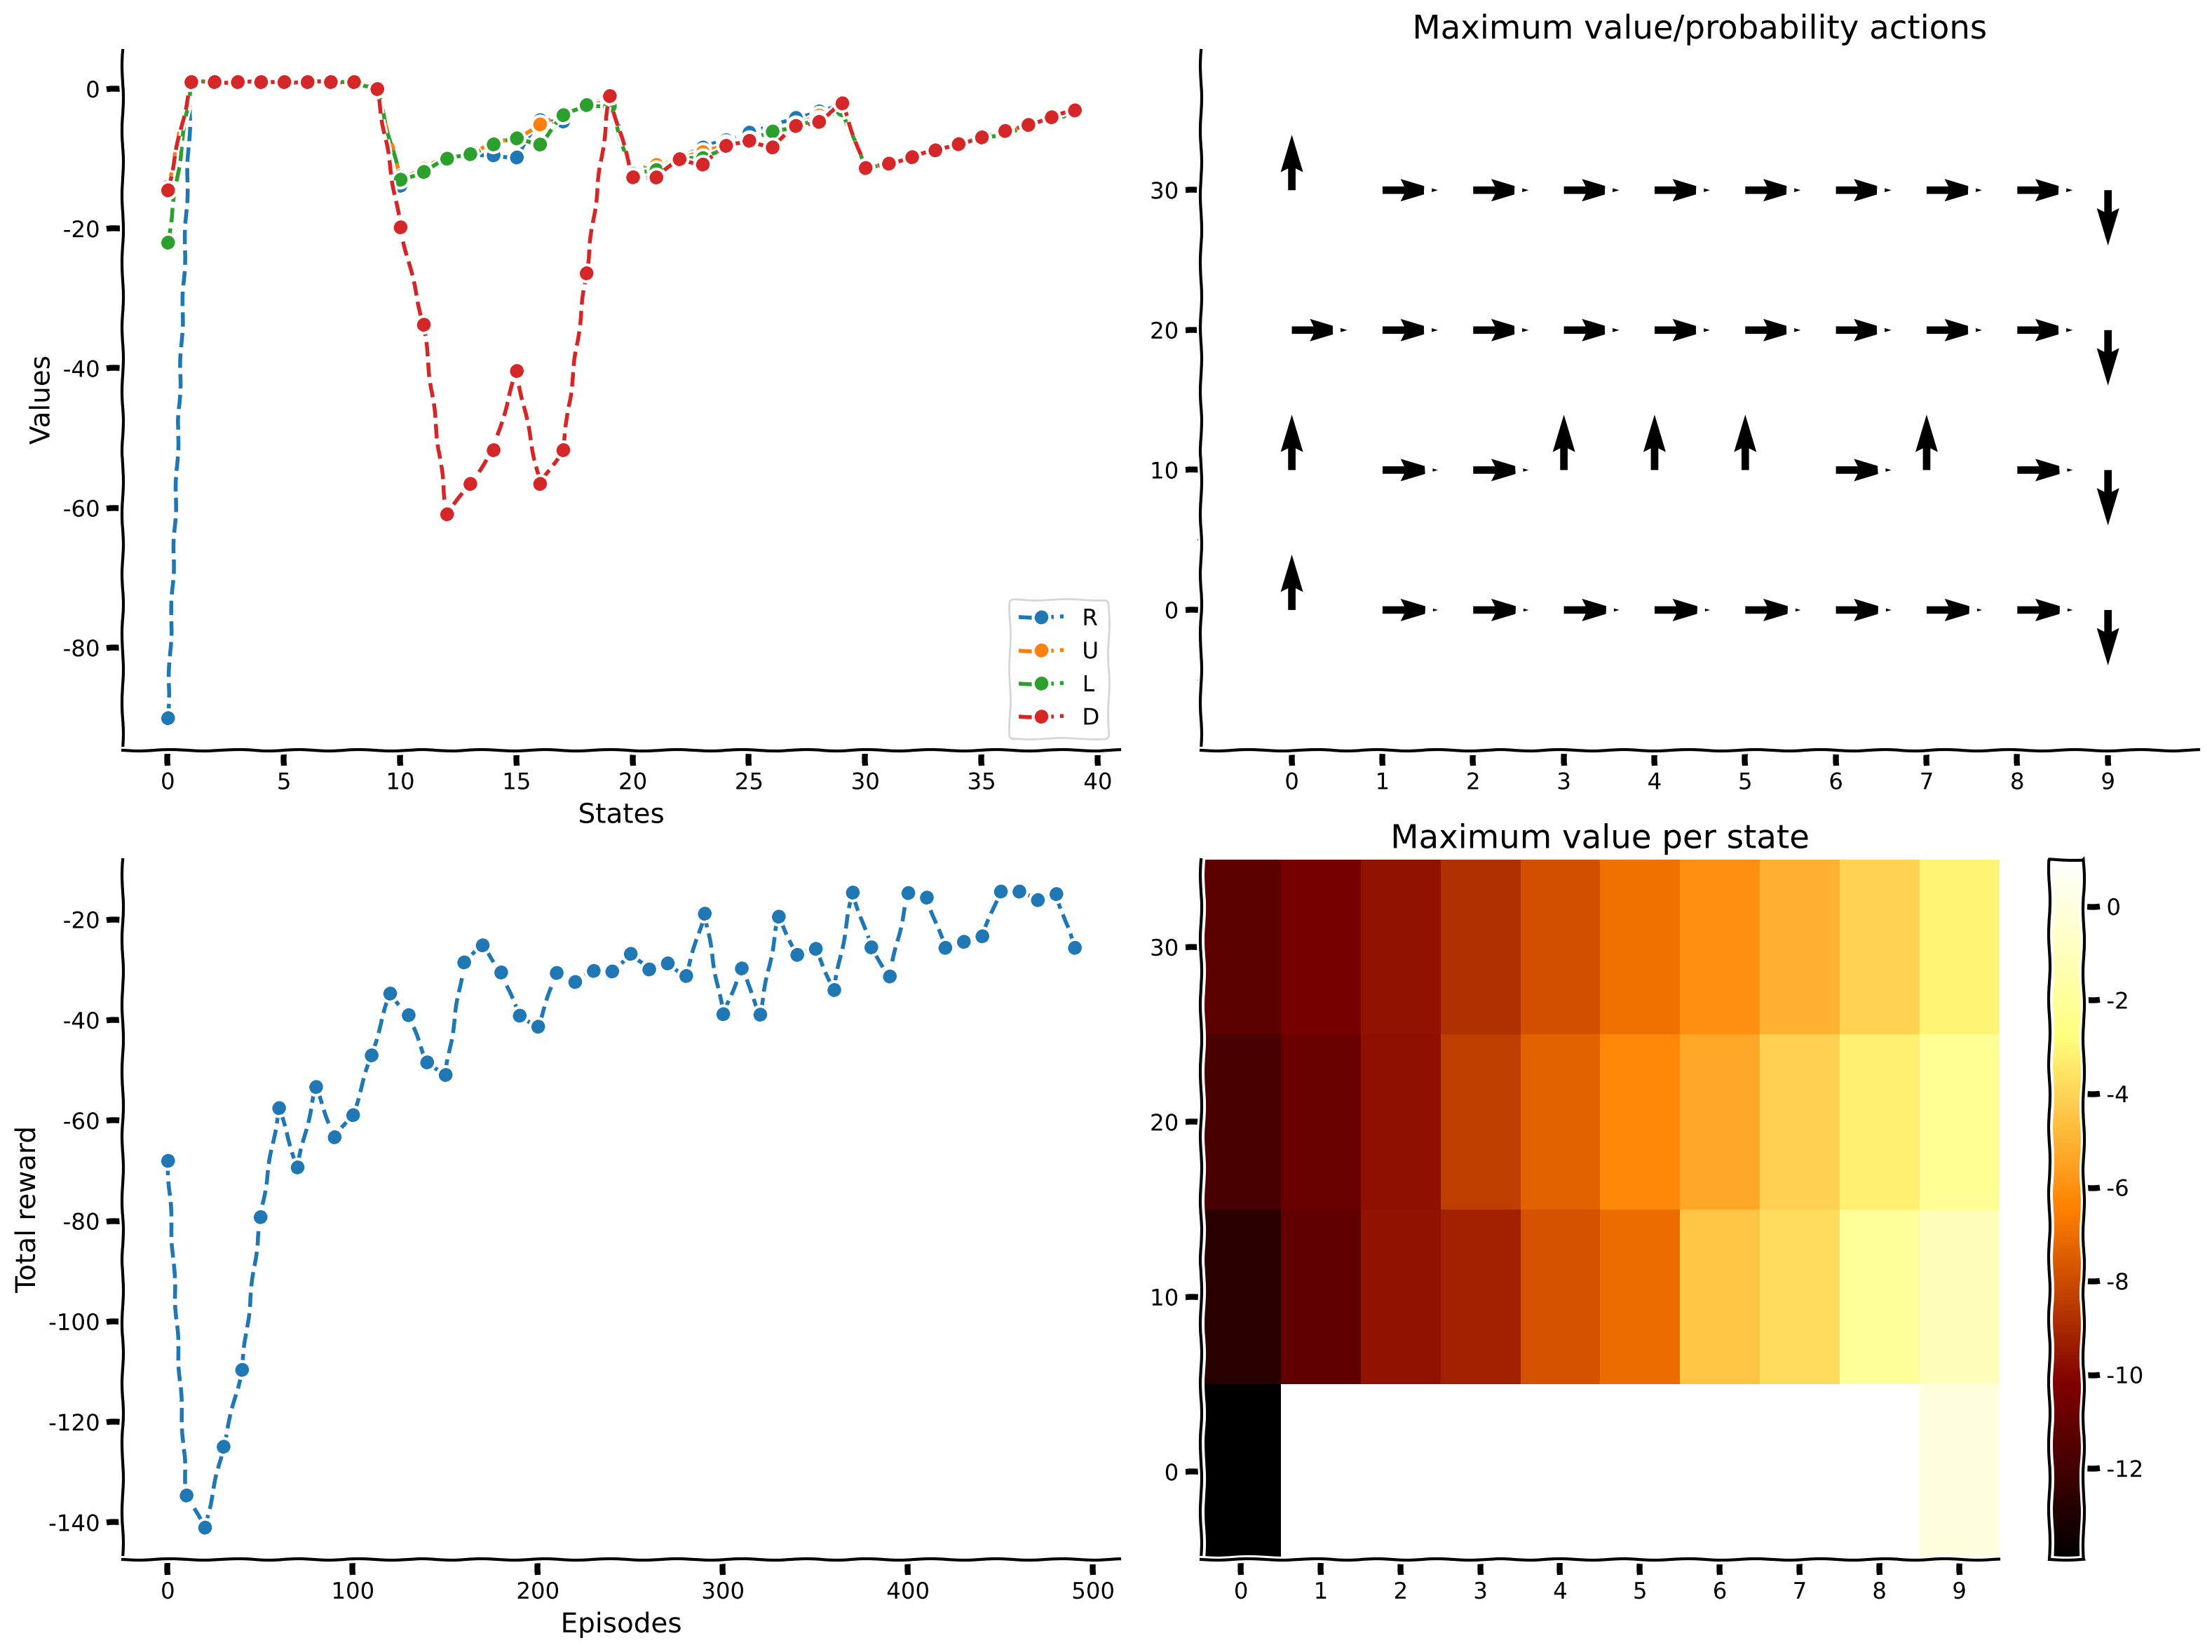 0
-20
-40
-60
-80
Values
0 5 10 15 20 25 30 35 40
States
R
U
L
D
Maximum value/probability actions
30
20
10
0
0 1 2 3 4 5 6 7 8 9
-20
-40
-60
-80
-100
-120
-140
Total reward
0 100 200 300 400 500
Episodes
Maximum value per state
30
20
10
0
0 1 2 3 4 5 6 7 8 9
0
-2
-4
-6
-8
-10
-12